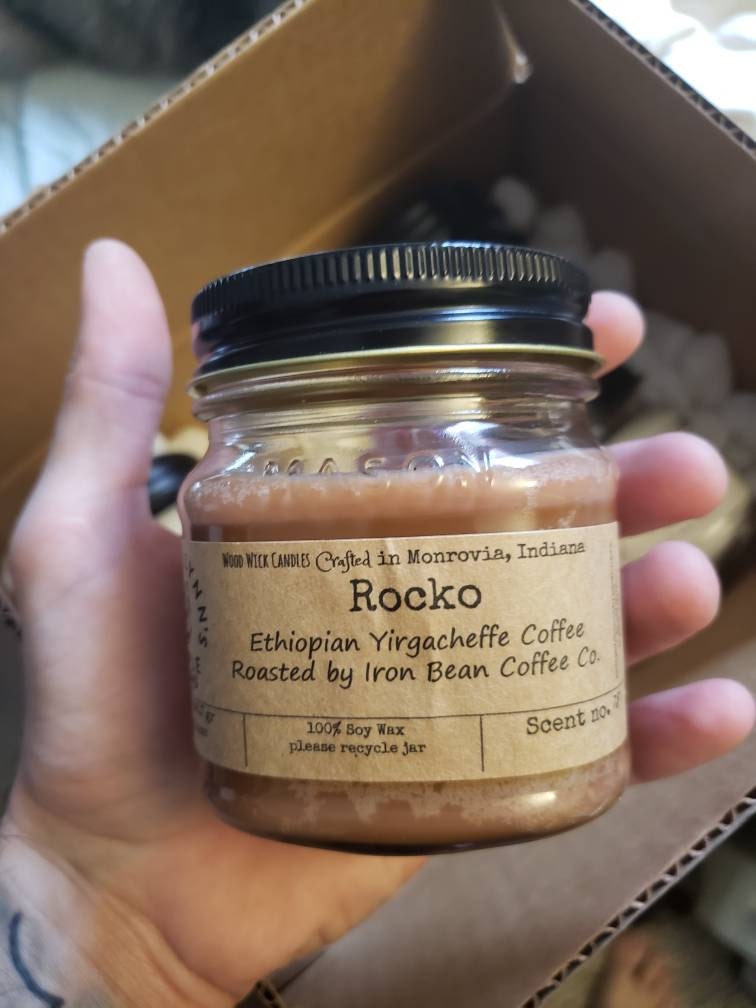 MASON
Wood Wick Candles Crafted in Monrovia, Indiana
Rocko
Ethiopian Yirgacheffe Coffee
Roasted by Iron Bean Coffee Co.
100% Soy Wax
please recycle jar
Scent no.